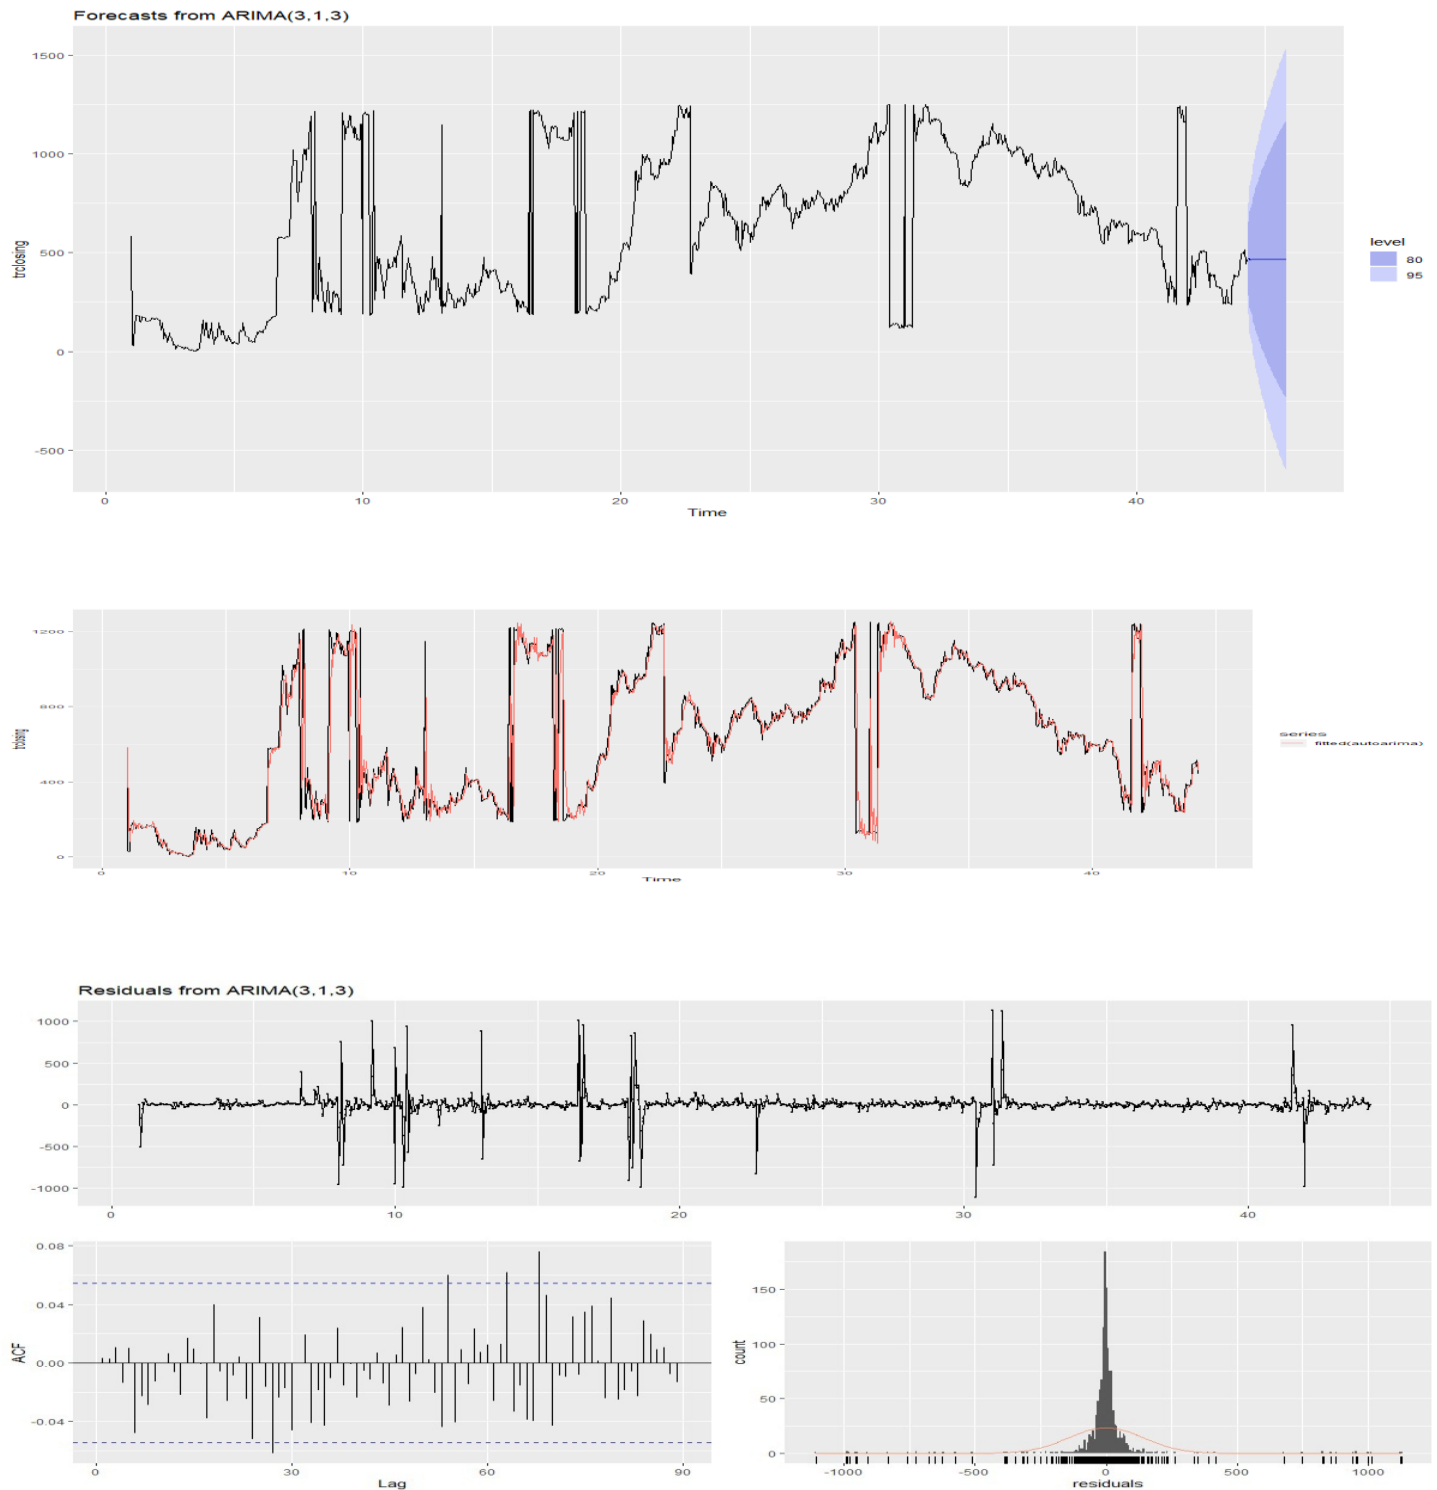 Forecasts from ARIMA(3,1,3)
1500
1000
500
0
-500
trclosing
0 10 20 30 40
Time
level
80
95
1200
800
400
0
trclosing
0 10 20 30 40
Time
series
fitted(autoarima)
Residuals from ARIMA(3,1,3)
1000
500
0
-500
-1000
0 10 20 30 40
0.08
0.04
0.00
-0.04
ACF
0 30 60 90
Lag
150
100
50
0
count
-1000 -500 0 500 1000
residuals